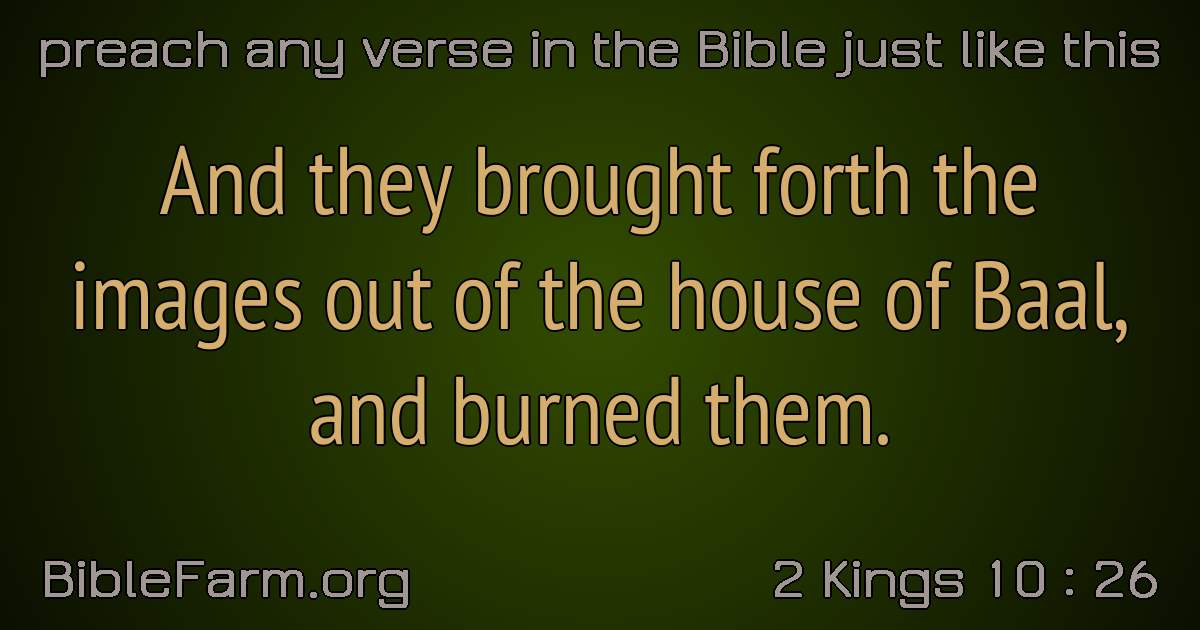 preach any verse in the Bible just like this
And they brought forth the
images out of the house of Baal,
and burned them.
BibleFarm.org
2 Kings 10 : 26